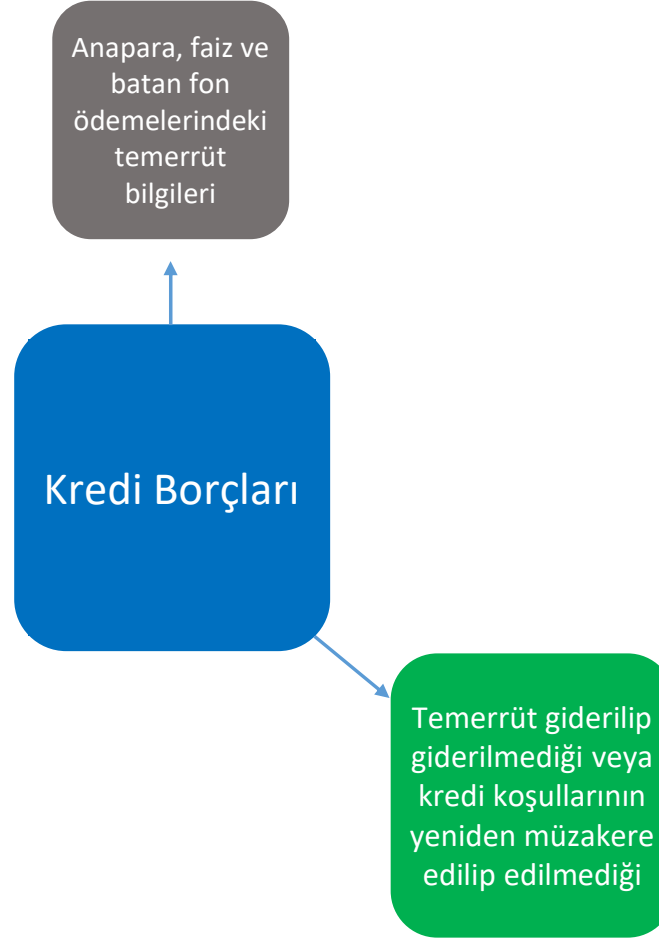 Anapara, faiz ve
batan fon
ödemelerindeki
temerrüt
bilgileri
Kredi Borçları
Temerrüt giderilip
giderilmediği veya
kredi koşullarının
yeniden müzakere
edilip edilmediği